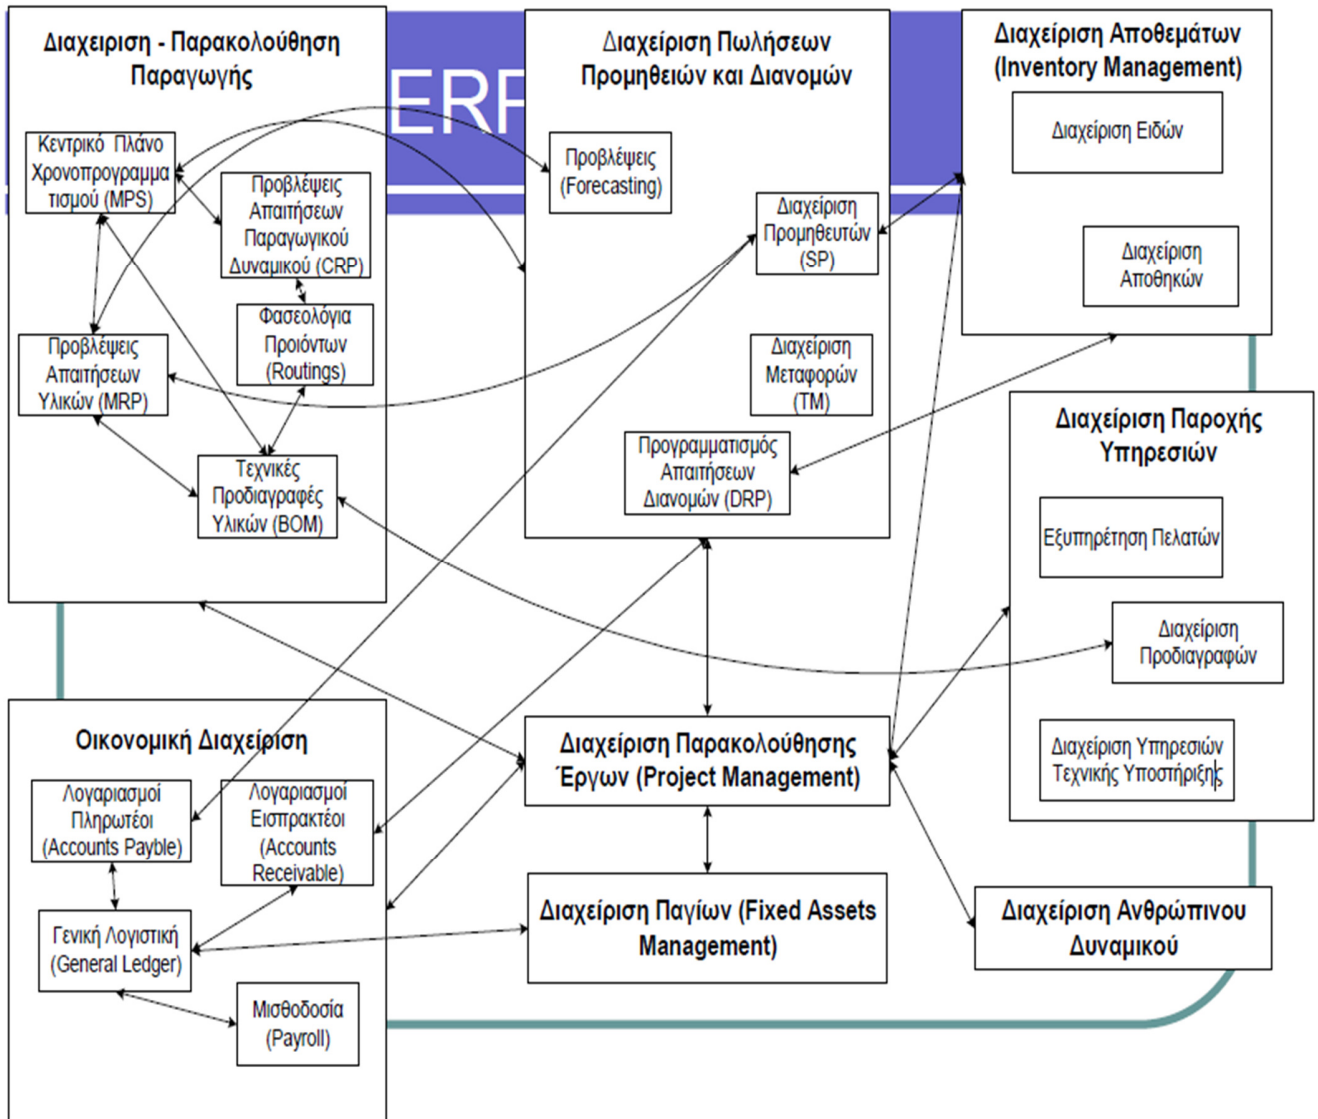 ERP
Διαχειριση - Παρακολούθηση
Παραγωγής
Κεντρικό Πλάνο
Χρονοπρογραμμα
τισμού (MPS)
Προβλέψεις
Απαιτήσεων
Παραγωγικού
Δυναμικού (CRP)
Φασεολόγια
Προιόντων
(Routings)
Προβλέψεις
Απαιτήσεων
Υλικών (MRP)
Τεχνικές
Προδιαγραφές
Υλικών (BOM)
Διαχείριση Πωλήσεων
Προμηθειών και Διανομών
Προβλέψεις
(Forecasting)
Διαχείριση
Προμηθευτών
(SP)
Διαχείριση
Μεταφορών
(TM)
Προγραμματισμός
Απαιτήσεων
Διανομών (DRP)
Διαχείριση Αποθεμάτων
(Inventory Management)
Διαχείριση Ειδών
Διαχείριση
Αποθηκών
Διαχείριση Παροχής
Υπηρεσιών
Εξυπηρέτηση Πελατών
Διαχείριση
Προδιαγραφών
Διαχείριση Υπηρεσιών
Τεχνικής Υποστήριξης
Οικονομική Διαχείριση
Λογαριασμοί
Πληρωτέοι
(Accounts Payble)
Λογαριασμοί
Εισπρακτέοι
(Accounts
Receivable)
Γενική Λογιστική
(General Ledger)
Μισθοδοσία
(Payroll)
Διαχείριση Παρακολούθησης
Έργων (Project Management)
Διαχείριση Παγίων (Fixed Assets
Management)
Διαχείριση Ανθρώπινου
Δυναμικού